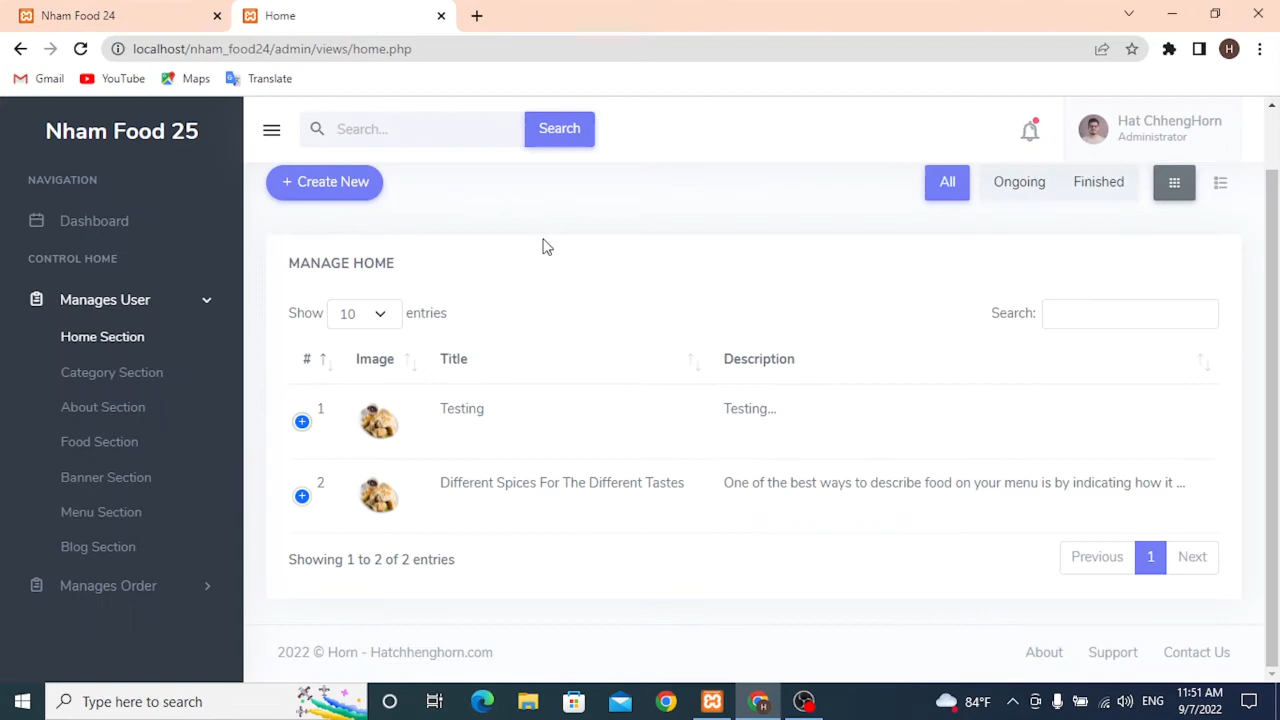 Nham Food 24
Home
localhost/nham_food24/admin/views/home.php
H
Gmail
YouTube
Maps
Translate
Nham Food 25
NAVIGATION
Dashboard
CONTROL HOME
Manages User
Home Section
Category Section
About Section
Food Section
Banner Section
Menu Section
Blog Section
Manages Order
Search...
Search
Hat ChhengHorn
Administrator
+ Create New
All
Ongoing
Finished
MANAGE HOME
Show 10 entries
Search:
# Image Title Description
1 Testing Testing...
2 Different Spices For The Different Tastes One of the best ways to describe food on your menu is by indicating how it ...
Showing 1 to 2 of 2 entries
Previous 1 Next
2022 © Horn - Hatchhenghorn.com
About Support Contact Us
Type here to search
H
84°F
ENG
11:51 AM
9/7/2022